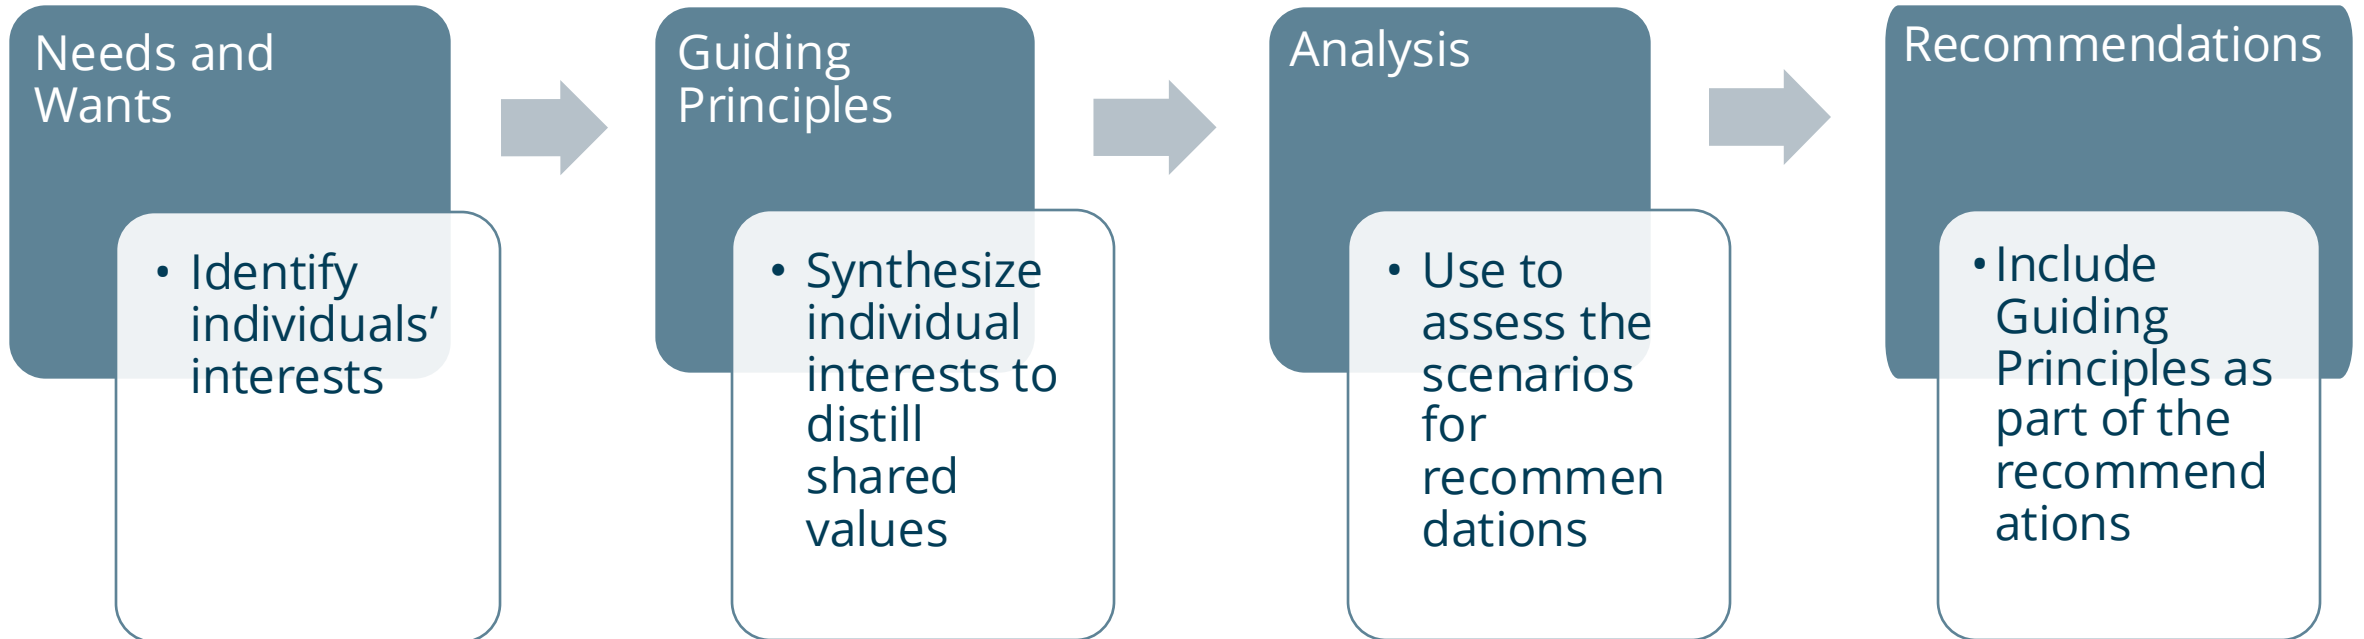 Needs and
Wants
• Identify
individuals’
interests
Guiding
Principles
• Synthesize
individual
interests to
distill
shared
values
Analysis
• Use to
assess the
scenarios
for
recommen
dations
Recommendations
• Include
Guiding
Principles as
part of the
recommend
ations